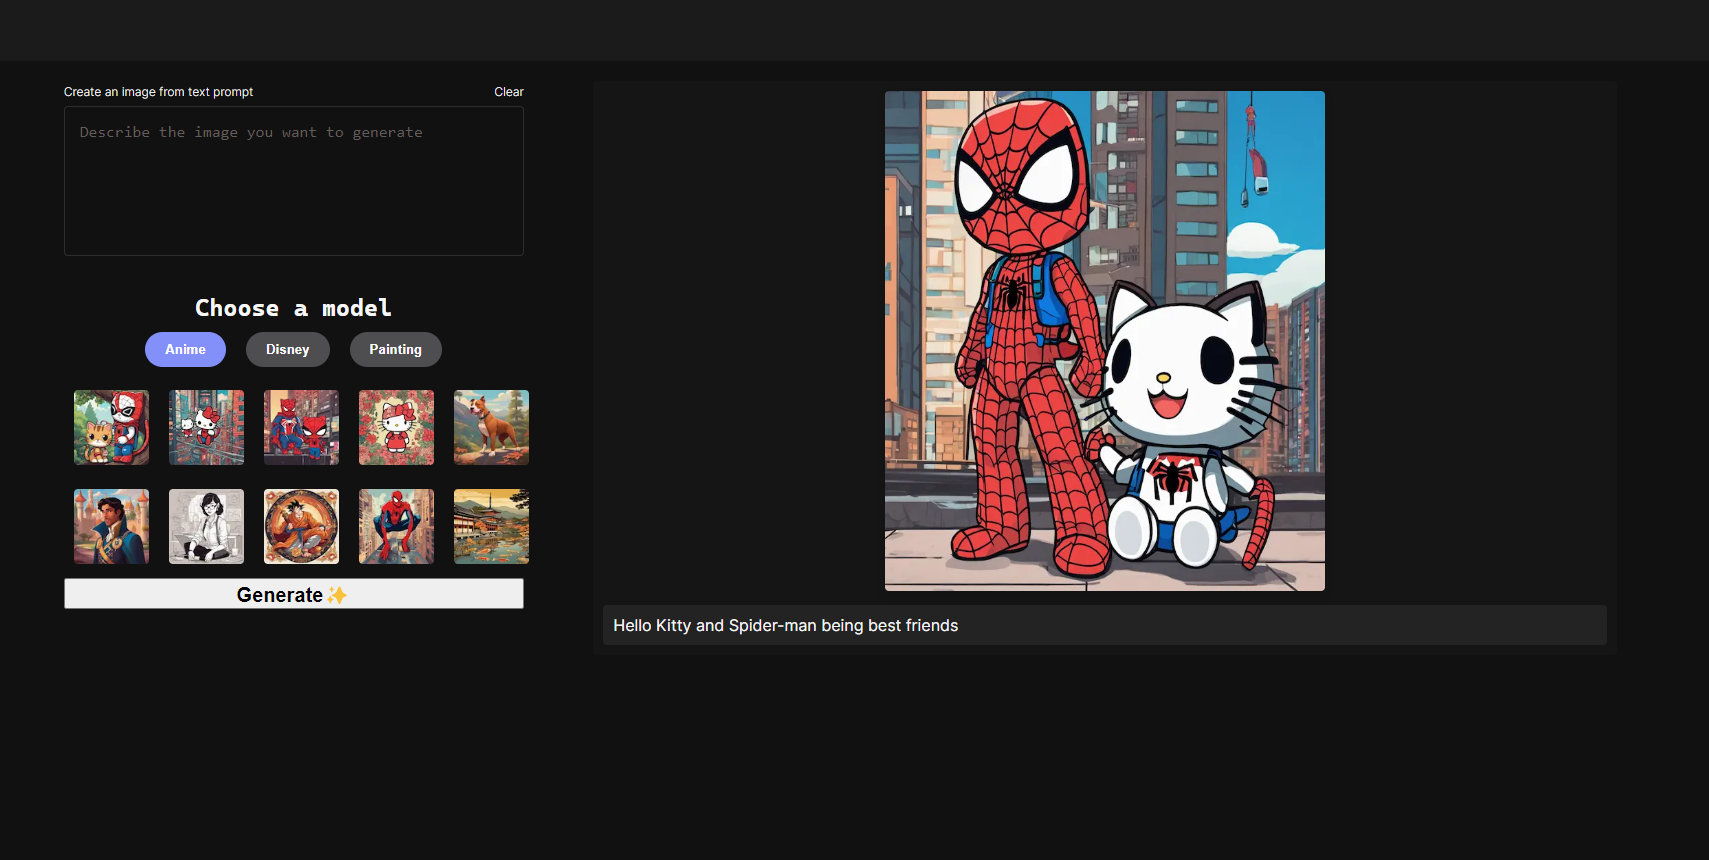 Create an image from text prompt
Clear
Describe the image you want to generate
Choose a model
Anime
Disney
Painting
Generate✨
Hello Kitty and Spider-man being best friends